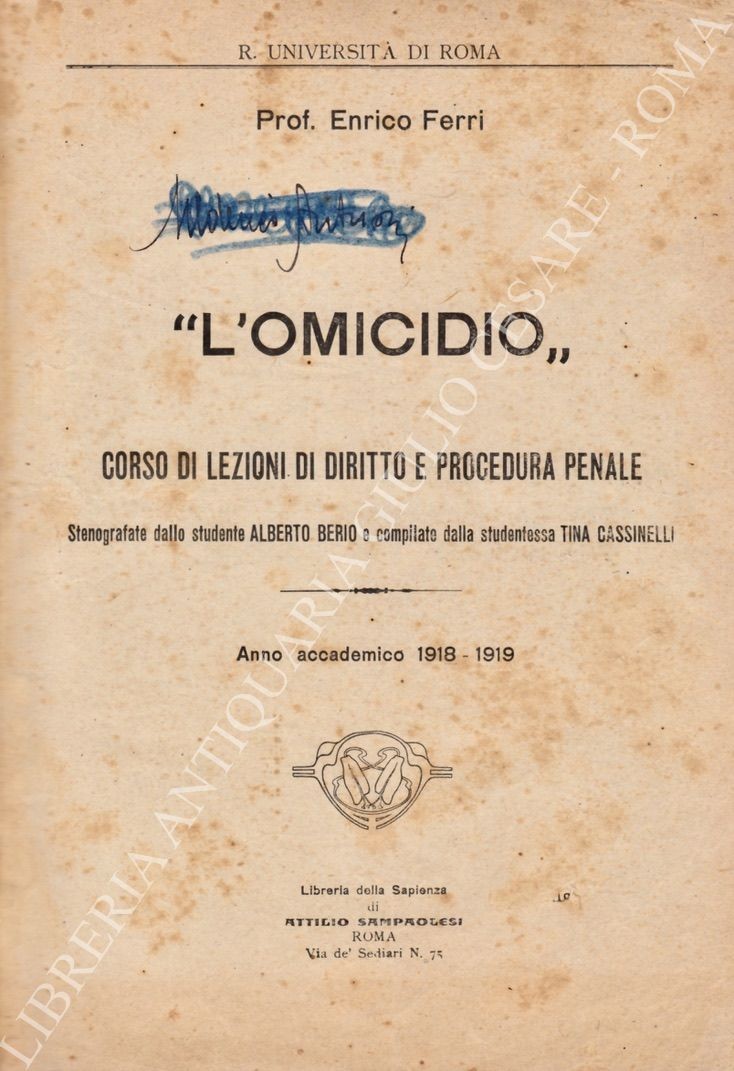 R. UNIVERSITÀ DI ROMA
Prof. Enrico Ferri
“L'OMICIDIO„
CORSO DI LEZIONI DI DIRITTO E PROCEDURA PENALE
Stenografate dallo studente ALBERTO BERIO e compilate dalla studentessa TINA CASSINELLI
Anno accademico 1918 - 1919
Libreria della Sapienza
di
ATTILIO SAMPAOLESI
ROMA
Via de' Sediari N. 75
LIBRERIA ANTIQUARIA GIULIO CESARE - ROMA